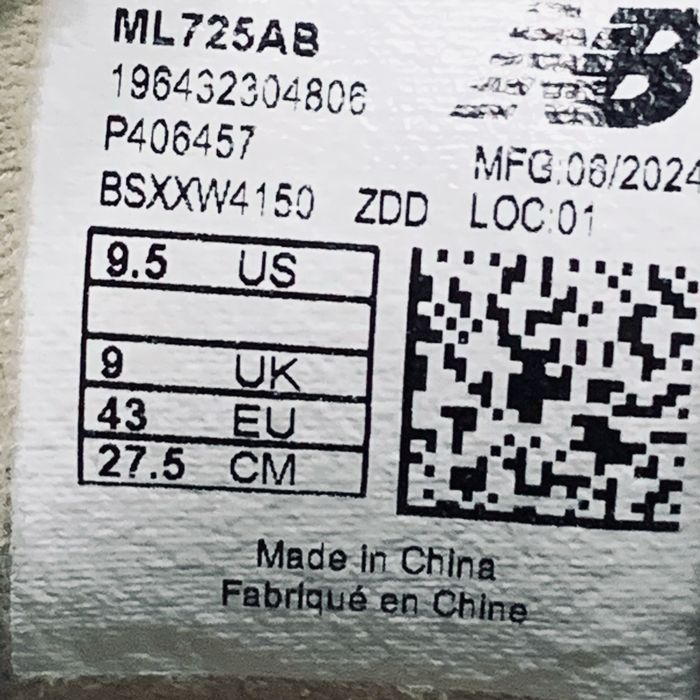 ML725AB
196432304806
P406457
BSXXW4150 ZDD
MFG:06/2024
LOC:01
9.5 US
9 UK
43 EU
27.5 CM
Made in China
Fabriqué en Chine